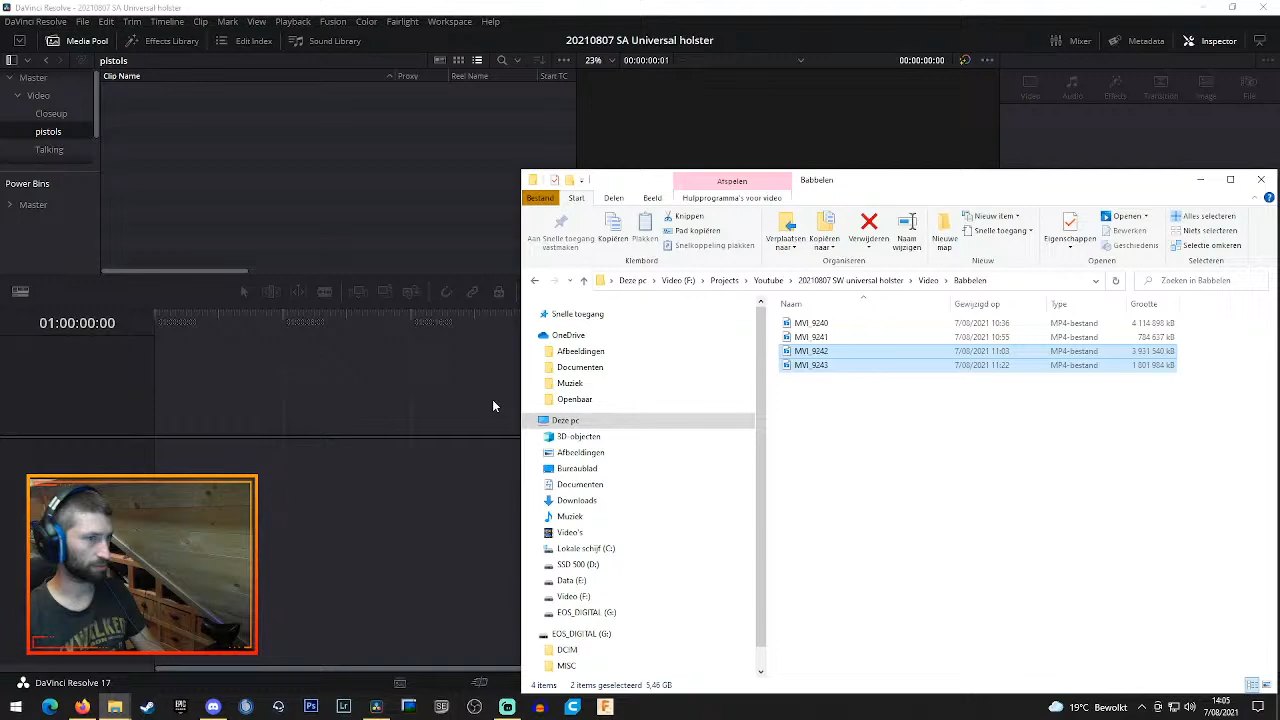 DaVinci Resolve - 20210807 SA Universal holster
DaVinci Resolve File Edit Trim Timeline Clip Mark View Playback Fusion Color Fairlight Workspace Help
Media Pool Effects Library Edit Index Sound Library 20210807 SA Universal holster Mixer Metadata Inspector
pistols 23% 00:00:00:01 00:00:00:00
Clip Name Proxy Reel Name Start TC
Master
Video
Closeup
pistols
Talking
Power Bins
Master
Video Audio Effects Transition Image File
01:00:00:00
Afspelen Babbelen
Bestand Start Delen Beeld Hulpprogramma's voor video
Aan Snelle toegang vastmaken Kopiëren Plakken Knippen
Pad kopiëren
Snelkoppeling plakken
Verplaatsen naar Kopiëren naar Verwijderen Naam wijzigen
Nieuwe map Nieuw item
Snelle toegang
Eigenschappen Openen
Bewerken
Geschiedenis
Alles selecteren
Niets selecteren
Selectie omkeren
Klembord Organiseren Nieuw Openen Selecteren
Deze pc Video (F:) Projects Youtube 20210807 SW universal holster Video Babbelen Zoeken in Babbelen
Naam Gewijzigd op Type Grootte
MVI_9240 7/08/2021 10:36 MP4-bestand 4 114 898 kB
MVI_9241 7/08/2021 10:55 MP4-bestand 784 637 kB
MVI_9242 7/08/2021 11:03 MP4-bestand 3 931 540 kB
MVI_9243 7/08/2021 11:22 MP4-bestand 1 801 984 kB
Snelle toegang
OneDrive
Afbeeldingen
Documenten
Muziek
Openbaar
Deze pc
3D-objecten
Afbeeldingen
Bureaublad
Documenten
Downloads
Muziek
Video's
Lokale schijf (C:)
SSD 500 (D:)
Data (E:)
Video (F:)
EOS_DIGITAL (G:)
EOS_DIGITAL (G:)
DCIM
MISC
4 items 2 items geselecteerd 5,46 GB
DaVinci Resolve 17
19°C Bewolkt 14:05
7/08/2021